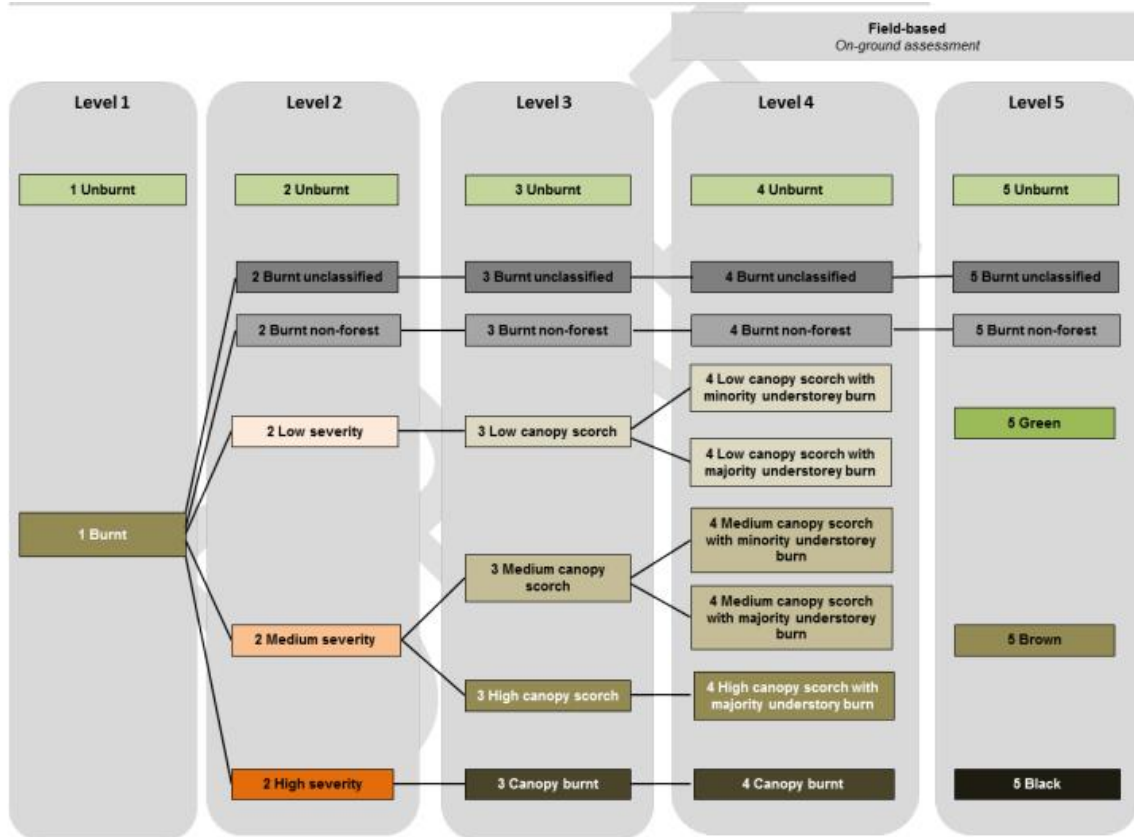 Field-based
On-ground assessment
Level 1
Level 2
Level 3
Level 4
Level 5
1 Unburnt
2 Unburnt
3 Unburnt
4 Unburnt
5 Unburnt
2 Burnt unclassified
3 Burnt unclassified
4 Burnt unclassified
5 Burnt unclassified
2 Burnt non-forest
3 Burnt non-forest
4 Burnt non-forest
5 Burnt non-forest
4 Low canopy scorch with
minority understorey burn
2 Low severity
3 Low canopy scorch
5 Green
4 Low canopy scorch with
majority understorey burn
1 Burnt
4 Medium canopy scorch
with minority understorey
burn
3 Medium canopy
scorch
4 Medium canopy scorch
with majority understorey
burn
2 Medium severity
5 Brown
3 High canopy scorch
4 High canopy scorch with
majority understory burn
2 High severity
3 Canopy burnt
4 Canopy burnt
5 Black